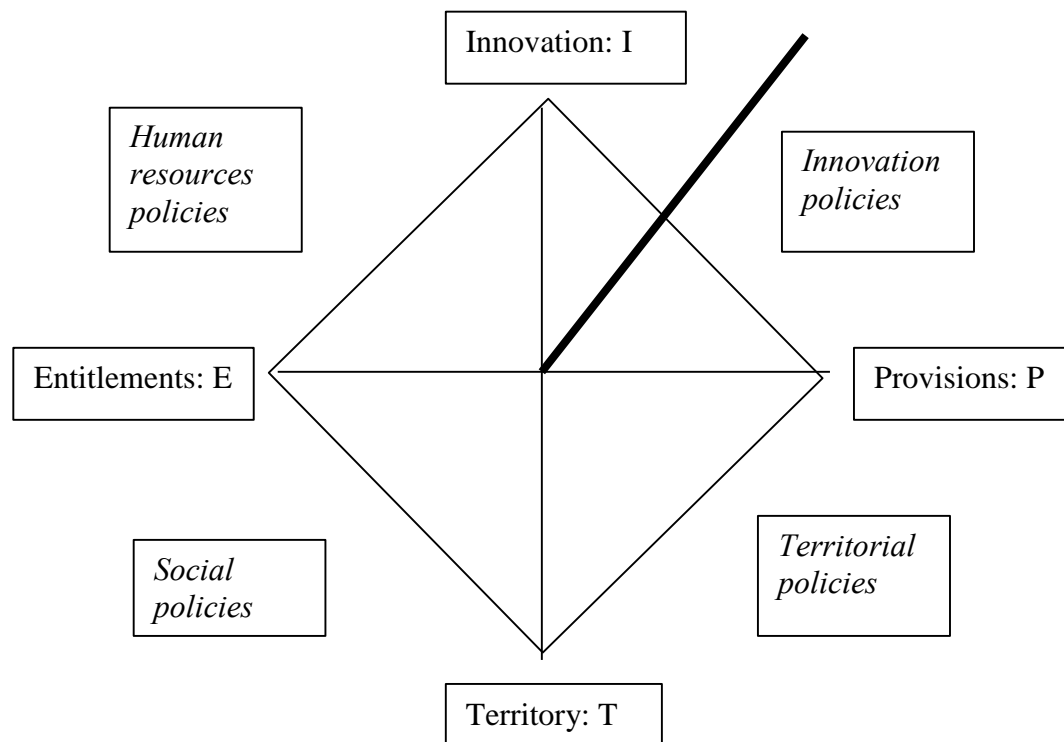 Innovation: I
Human
resources
policies
Innovation
policies
Entitlements: E
Provisions: P
Social
policies
Territorial
policies
Territory: T